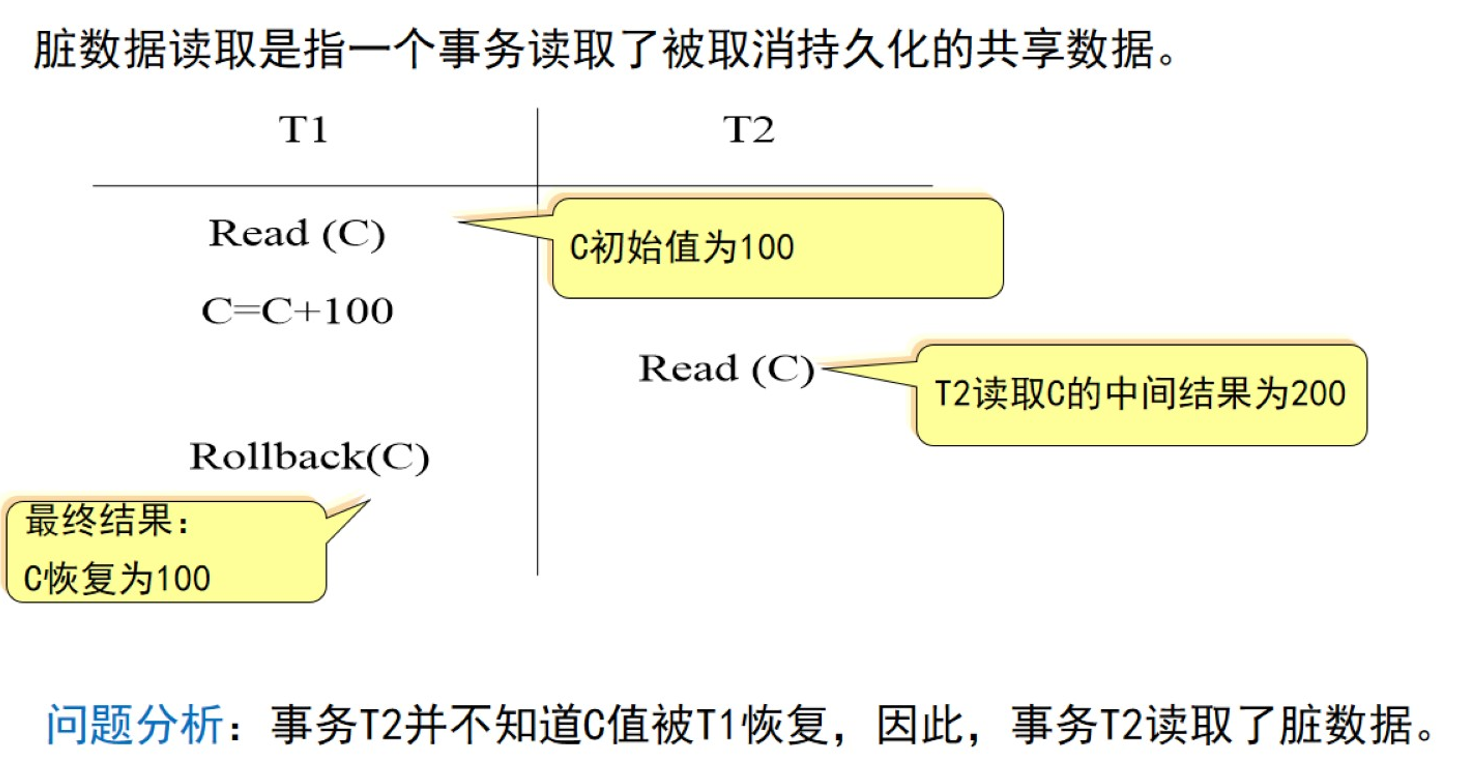 脏数据读取是指一个事务读取了被取消持久化的共享数据。
T1
T2
Read (C)
C初始值为100
C=C+100
Read (C)
T2读取C的中间结果为200
Rollback(C)
最终结果：
C恢复为100
问题分析：事务T2并不知道C值被T1恢复，因此，事务T2读取了脏数据。